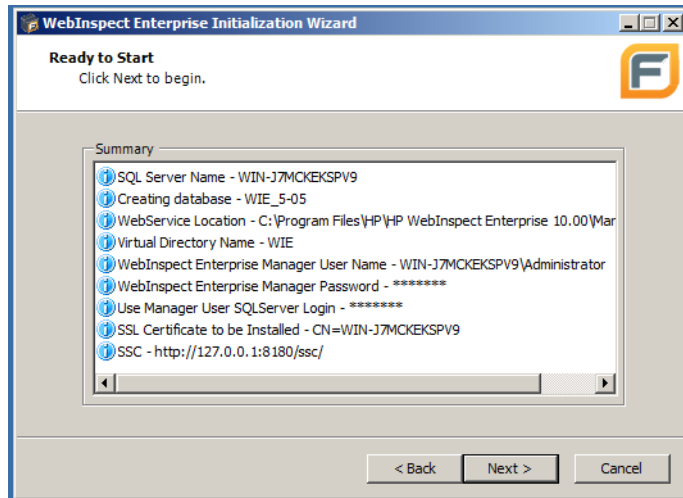 WebInspect Enterprise Initialization Wizard
Ready to Start
Click Next to begin.
Summary
SQL Server Name - WIN-J7MCKEKSPV9
Creating database - WIE_5-05
WebService Location - C:\Program Files\HP\HP WebInspect Enterprise 10.00\Mar
Virtual Directory Name - WIE
WebInspect Enterprise Manager User Name - WIN-J7MCKEKSPV9\Administrator
WebInspect Enterprise Manager Password - *******
Use Manager User SQLServer Login - *******
SSL Certificate to be Installed - CN=WIN-J7MCKEKSPV9
SSC - http://127.0.0.1:8180/ssc/
< Back Next > Cancel